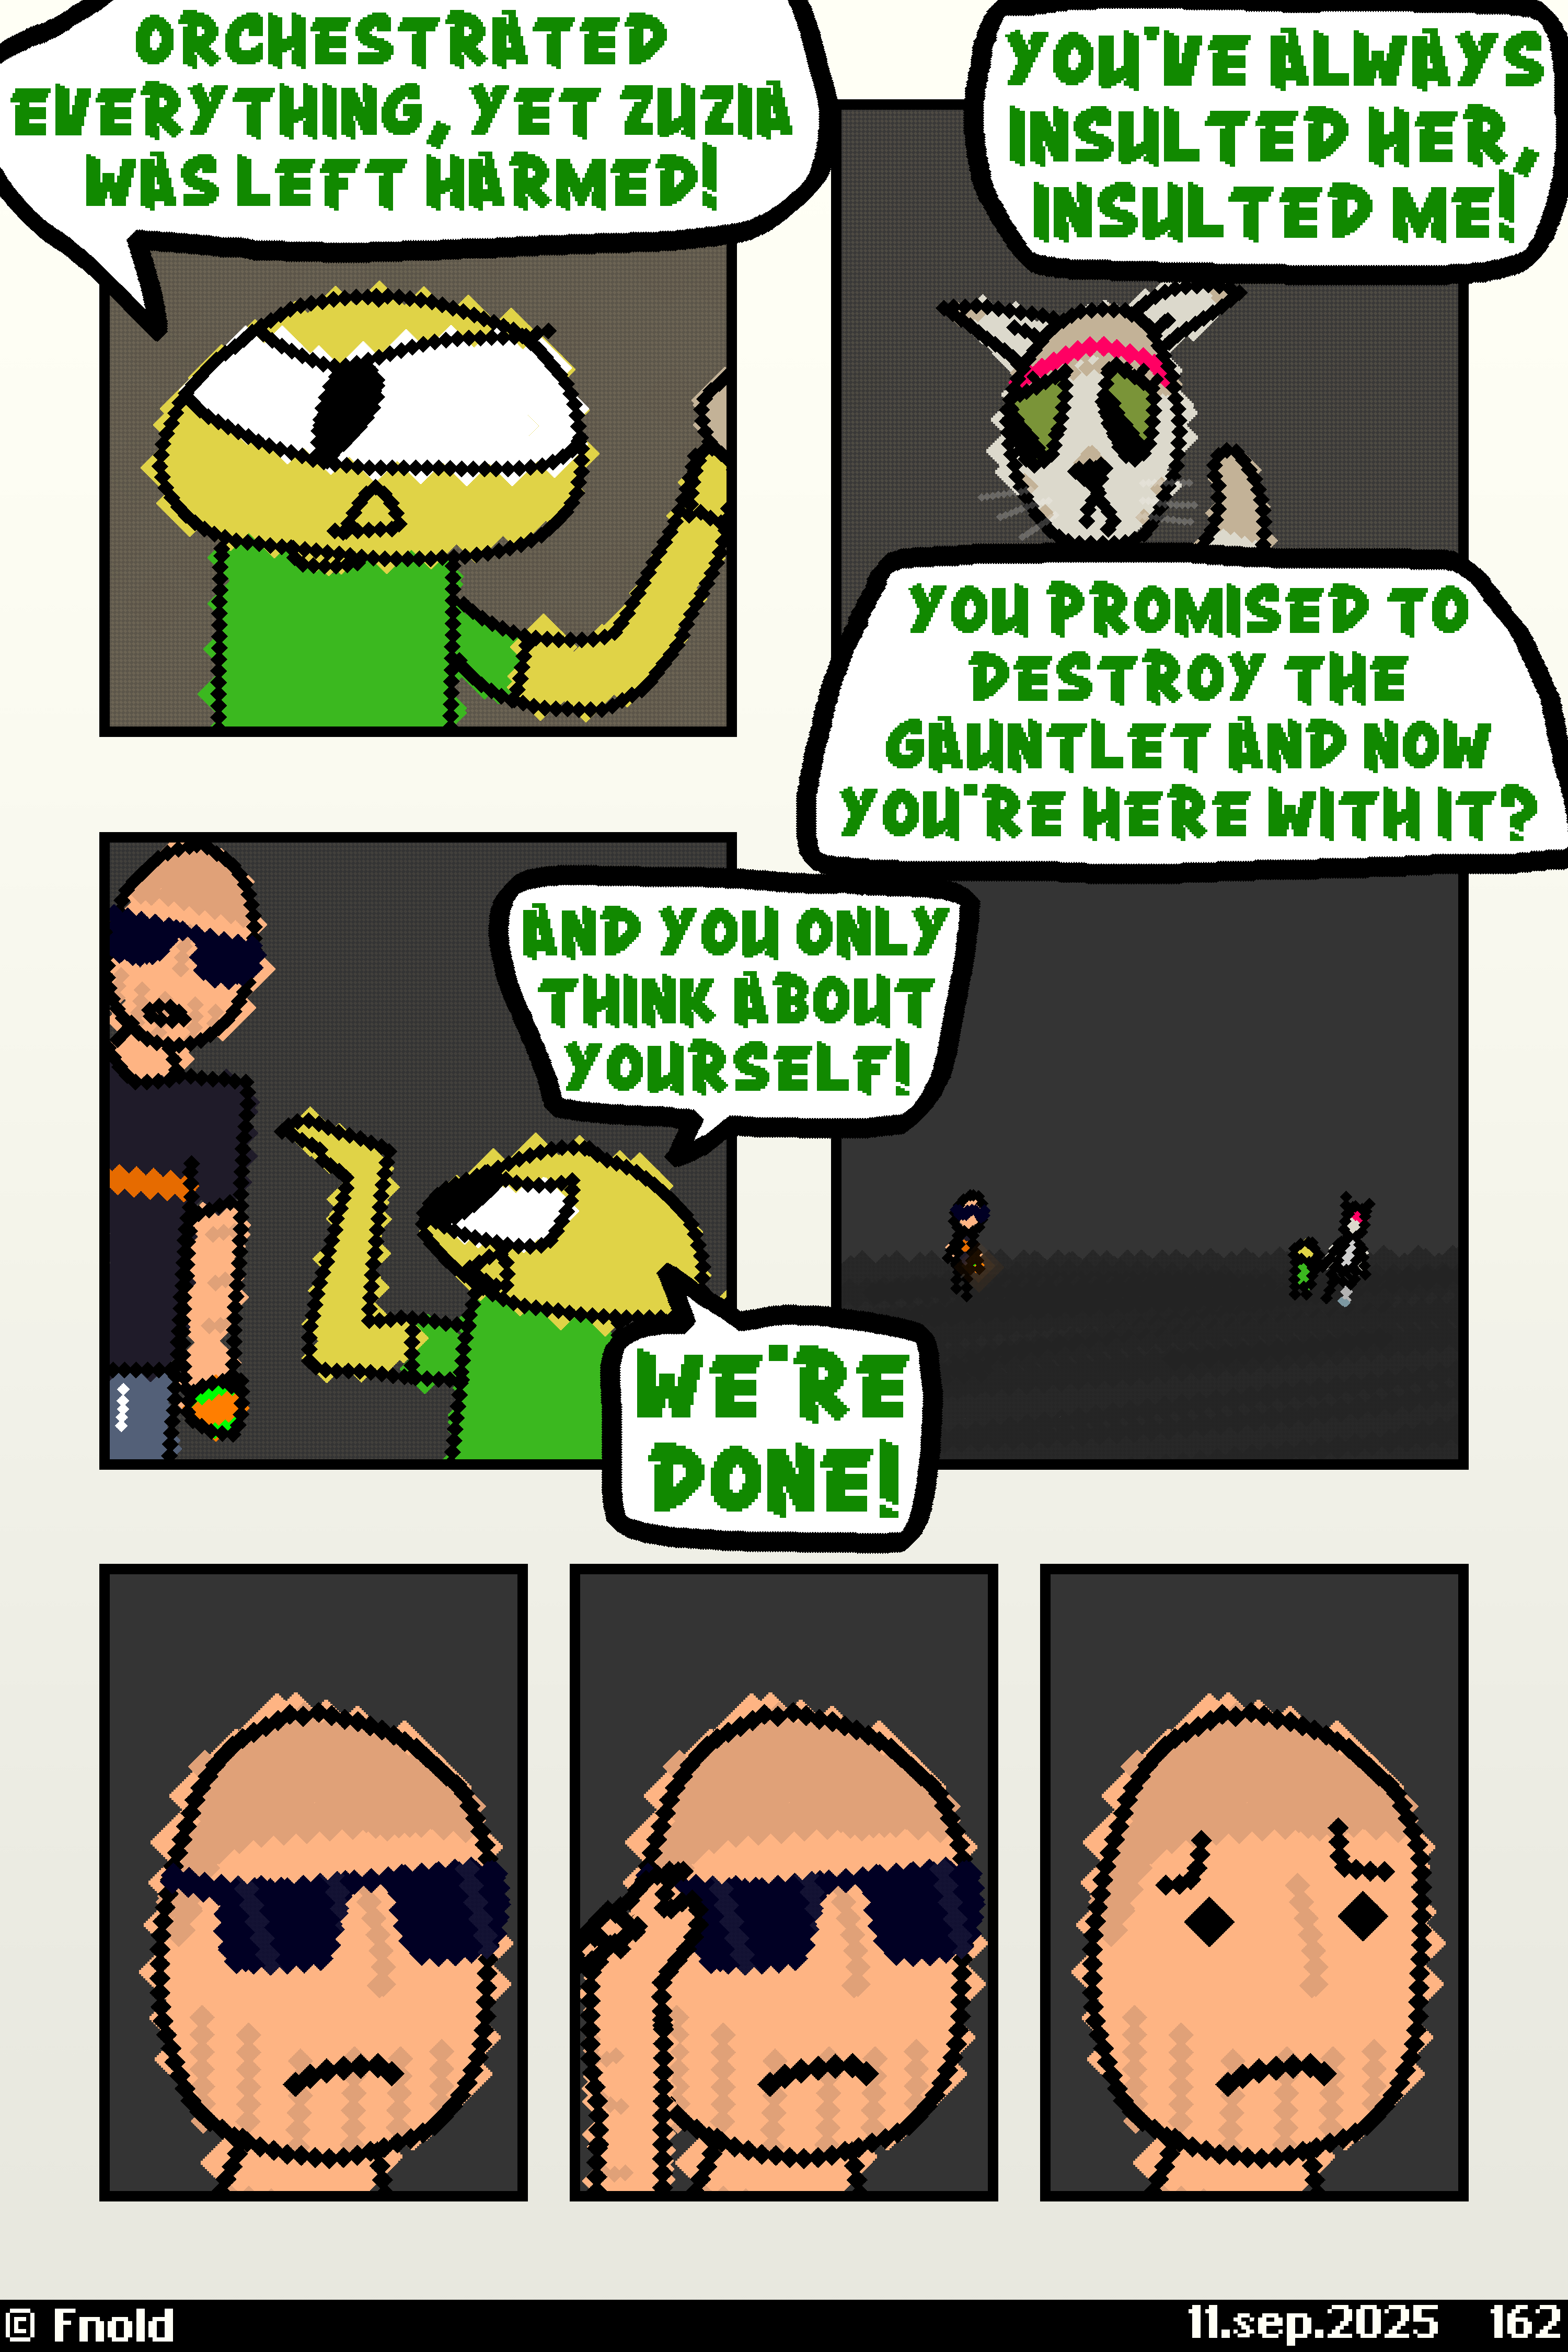 ORCHESTRATED
EVERYTHING, YET ZUZIA
WAS LEFT HARMED!
YOU'VE ALWAYS
INSULTED HER,
INSULTED ME!
YOU PROMISED TO
DESTROY THE
GAUNTLET AND NOW
YOU'RE HERE WITH IT?
AND YOU ONLY
THINK ABOUT
YOURSELF!
WE'RE
DONE!
© Fnold
11.sep.2025 162